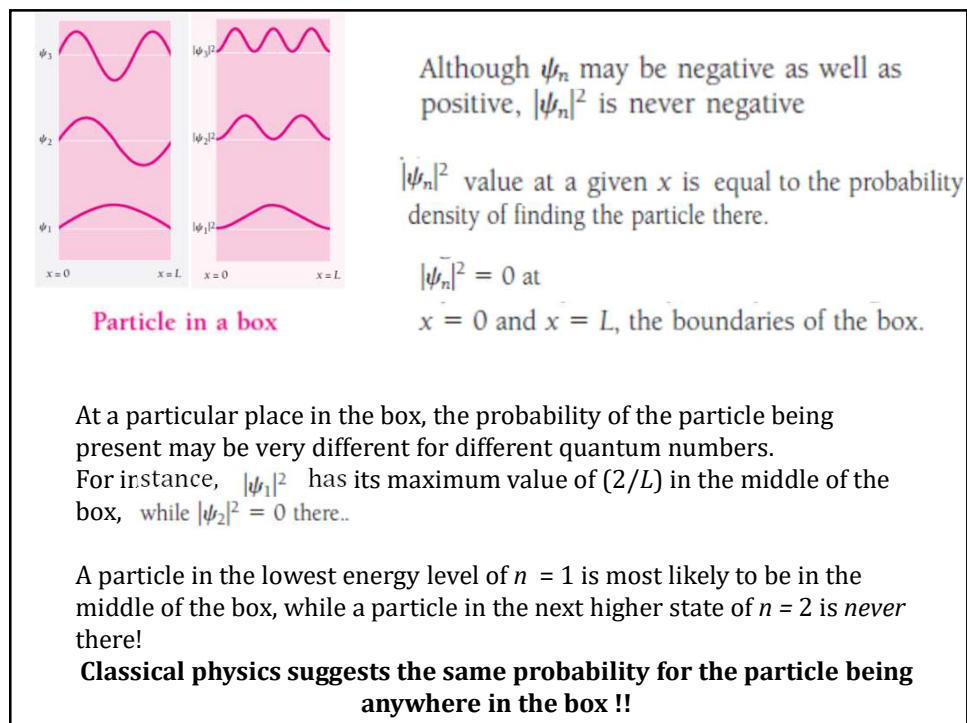 ψ3
|ψ3|²
ψ2
|ψ2|²
ψ1
|ψ1|²
x = 0 x = L x = 0 x = L
Particle in a box
Although ψn may be negative as well as
positive, |ψn|² is never negative
|ψn|² value at a given x is equal to the probability
density of finding the particle there.
|ψn|² = 0 at
x = 0 and x = L, the boundaries of the box.
At a particular place in the box, the probability of the particle being
present may be very different for different quantum numbers.
For instance, |ψ1|² has its maximum value of (2/L) in the middle of the
box, while |ψ2|² = 0 there..
A particle in the lowest energy level of n = 1 is most likely to be in the
middle of the box, while a particle in the next higher state of n = 2 is never
there!
Classical physics suggests the same probability for the particle being
anywhere in the box !!